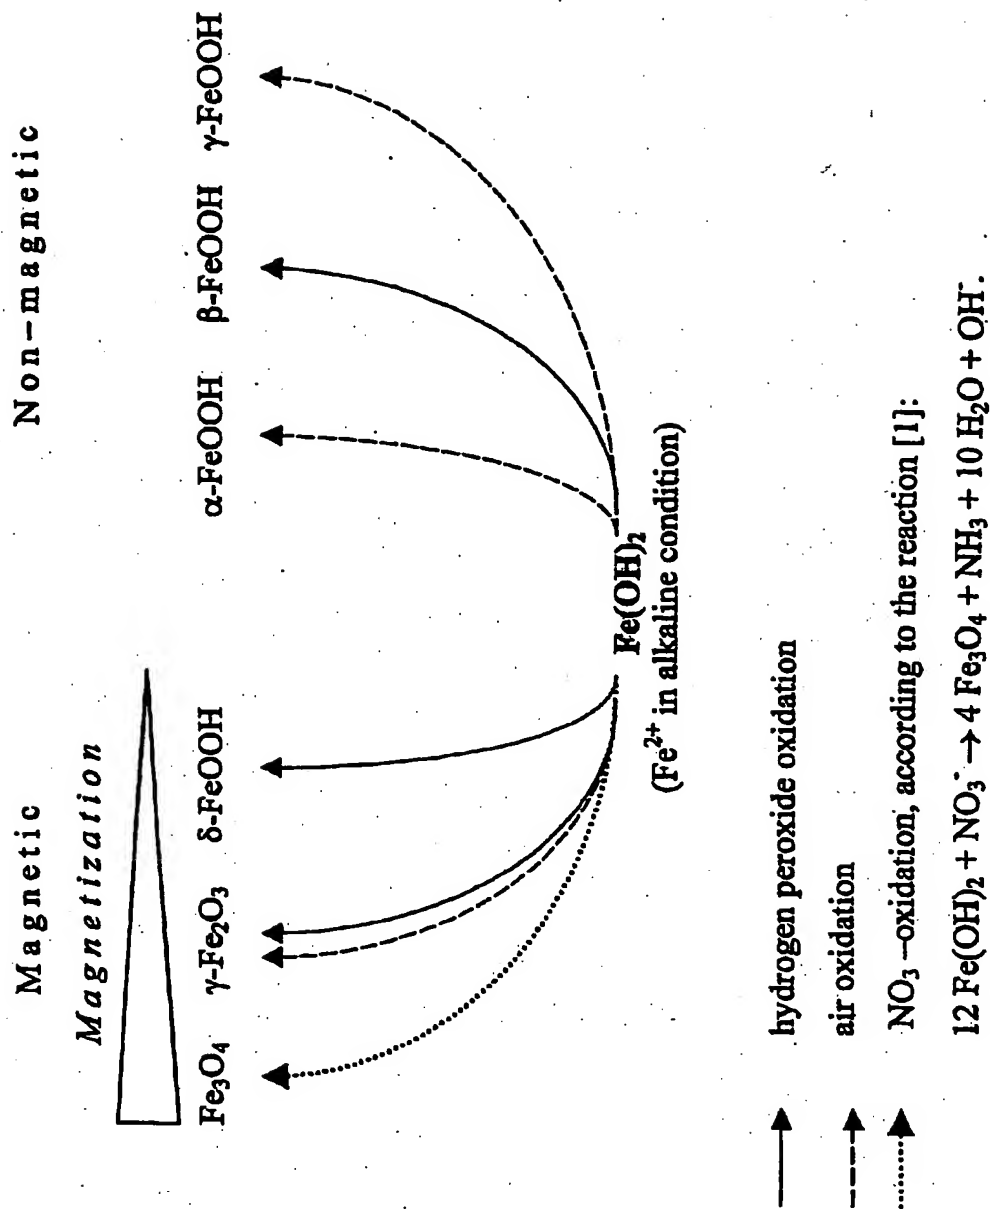 Magnetic
Non-magnetic
Magnetization
Fe₃O₄
γ-Fe₂O₃
δ-FeOOH
α-FeOOH
β-FeOOH
γ-FeOOH
Fe(OH)₂
(Fe²⁺ in alkaline condition)
hydrogen peroxide oxidation
air oxidation
NO₃ –oxidation, according to the reaction [1]:
12 Fe(OH)₂ + NO₃⁻ → 4 Fe₃O₄ + NH₃ + 10 H₂O + OH⁻.